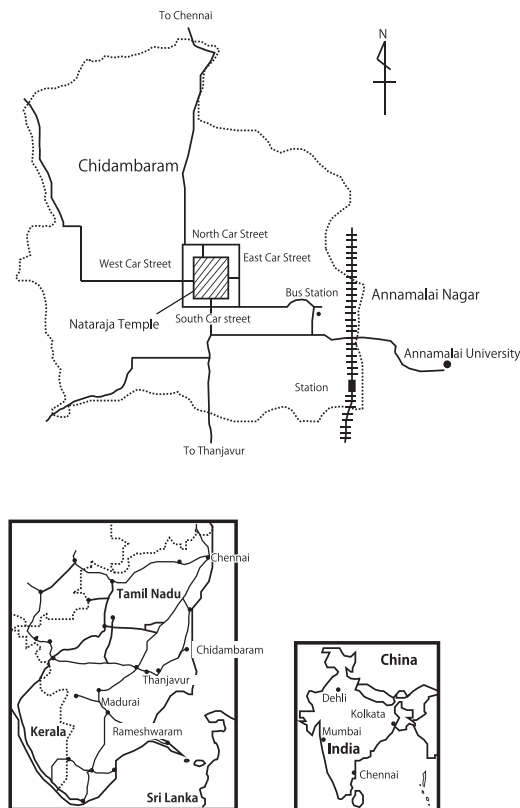 To Chennai
N
Chidambaram
North Car Street
East Car Street
West Car Street
Bus Station
Annamalai Nagar
South Car street
Nataraja Temple
Annamalai University
Station
To Thanjavur
Chennai
Tamil Nadu
Chidambaram
Thanjavur
Madurai
Kerala
Rameshwaram
Sri Lanka
China
Dehli
Kolkata
Mumbai
India
Chennai